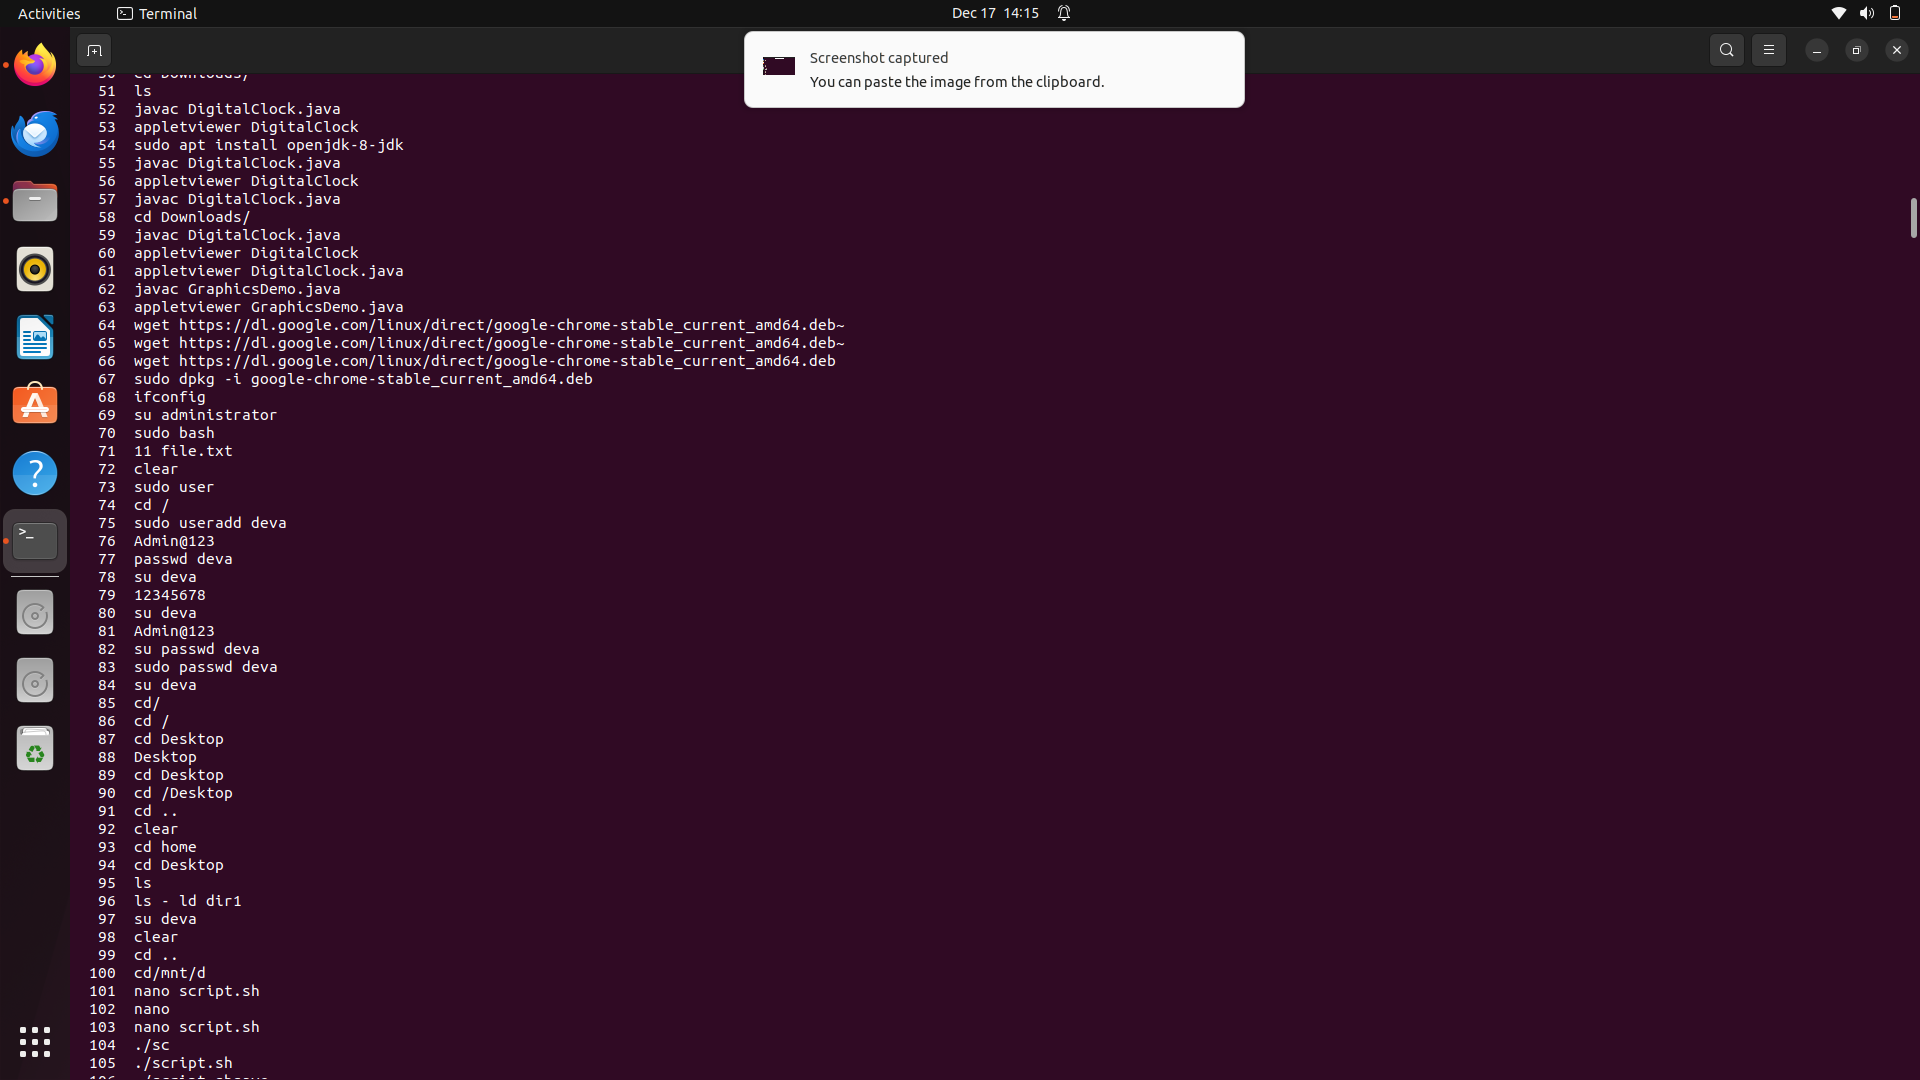 Activities
Terminal
Dec 17 14:15
Screenshot captured
You can paste the image from the clipboard.
50 cd Downloads/
51 ls
52 javac DigitalClock.java
53 appletviewer DigitalClock
54 sudo apt install openjdk-8-jdk
55 javac DigitalClock.java
56 appletviewer DigitalClock
57 javac DigitalClock.java
58 cd Downloads/
59 javac DigitalClock.java
60 appletviewer DigitalClock
61 appletviewer DigitalClock.java
62 javac GraphicsDemo.java
63 appletviewer GraphicsDemo.java
64 wget https://dl.google.com/linux/direct/google-chrome-stable_current_amd64.deb~
65 wget https://dl.google.com/linux/direct/google-chrome-stable_current_amd64.deb~
66 wget https://dl.google.com/linux/direct/google-chrome-stable_current_amd64.deb
67 sudo dpkg -i google-chrome-stable_current_amd64.deb
68 ifconfig
69 su administrator
70 sudo bash
71 11 file.txt
72 clear
73 sudo user
74 cd /
75 sudo useradd deva
76 Admin@123
77 passwd deva
78 su deva
79 12345678
80 su deva
81 Admin@123
82 su passwd deva
83 sudo passwd deva
84 su deva
85 cd/
86 cd /
87 cd Desktop
88 Desktop
89 cd Desktop
90 cd /Desktop
91 cd ..
92 clear
93 cd home
94 cd Desktop
95 ls
96 ls - ld dir1
97 su deva
98 clear
99 cd ..
100 cd/mnt/d
101 nano script.sh
102 nano
103 nano script.sh
104 ./sc
105 ./script.sh